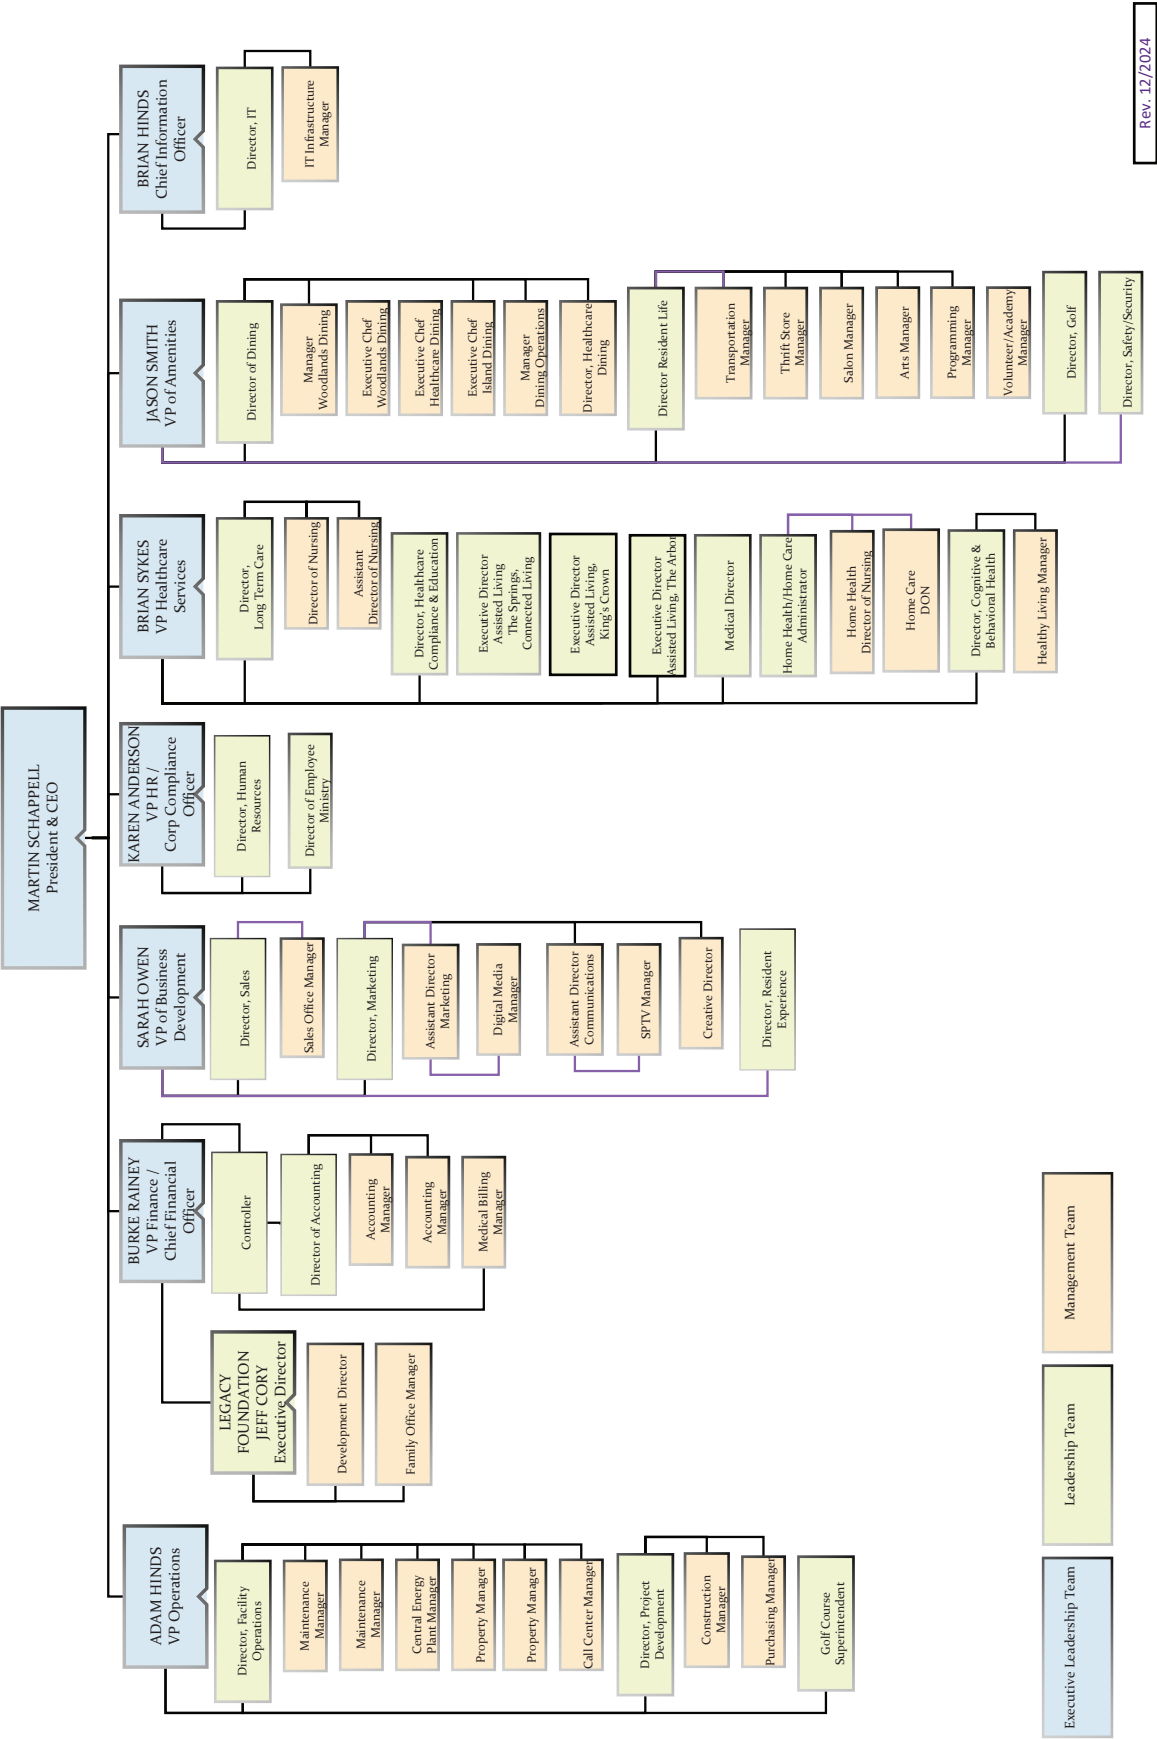 MARTIN SCHAPPELL
President & CEO
ADAM HINDS
VP Operations
Director, Facility
Operations
Maintenance
Manager
Maintenance
Manager
Central Energy
Plant Manager
Property Manager
Property Manager
Call Center Manager
Director, Project
Development
Construction
Manager
Purchasing Manager
Golf Course
Superintendent
LEGACY
FOUNDATION
JEFF CORY
Executive Director
Development Director
Family Office Manager
BURKE RAINEY
VP Finance /
Chief Financial
Officer
Controller
Director of Accounting
Accounting
Manager
Accounting
Manager
Medical Billing
Manager
SARAH OWEN
VP of Business
Development
Director, Sales
Sales Office Manager
Director, Marketing
Assistant Director
Marketing
Digital Media
Manager
Assistant Director
Communications
SPTV Manager
Creative Director
Director, Resident
Experience
KAREN ANDERSON
VP HR /
Corp Compliance
Officer
Director, Human
Resources
Director of Employee
Ministry
BRIAN SYKES
VP Healthcare
Services
Director,
Long Term Care
Director of Nursing
Assistant
Director of Nursing
Director, Healthcare
Compliance & Education
Executive Director
Assisted Living
The Springs,
Connected Living
Executive Director
Assisted Living,
King's Crown
Executive Director
Assisted Living, The Arbor
Medical Director
Home Health/Home Care
Administrator
Home Health
Director of Nursing
Home Care
DON
Director, Cognitive &
Behavioral Health
Healthy Living Manager
JASON SMITH
VP of Amenities
Director of Dining
Manager
Woodlands Dining
Executive Chef
Woodlands Dining
Executive Chef
Healthcare Dining
Executive Chef
Island Dining
Manager
Dining Operations
Director, Healthcare
Dining
Director Resident Life
Transportation
Manager
Thrift Store
Manager
Salon Manager
Arts Manager
Programming
Manager
Volunteer/Academy
Manager
Director, Golf
Director, Safety/Security
BRIAN HINDS
Chief Information
Officer
Director, IT
IT Infrastructure
Manager
Executive Leadership Team
Leadership Team
Management Team
Rev. 12/2024